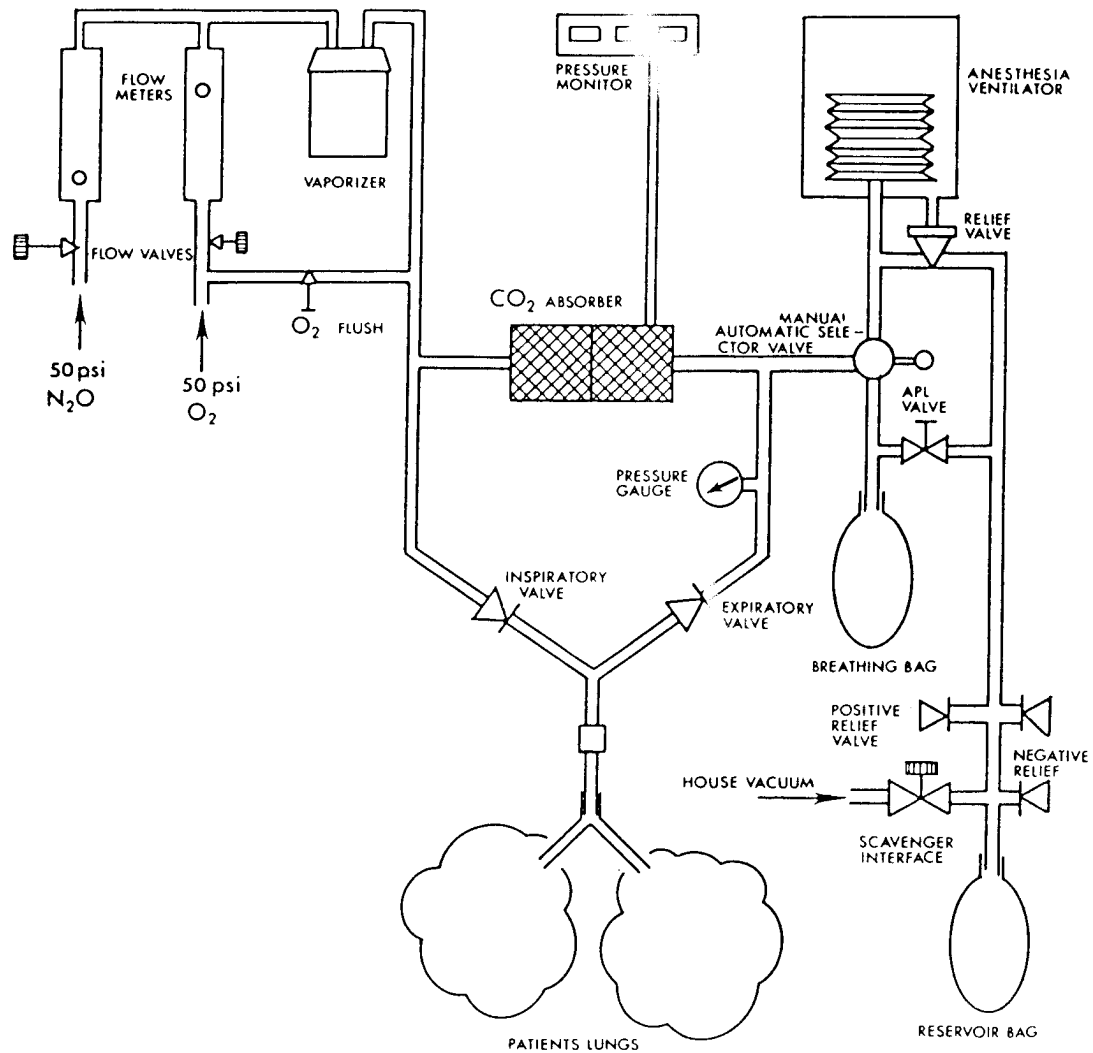 FLOW
METERS
VAPORIZER
PRESSURE
MONITOR
ANESTHESIA
VENTILATOR
FLOW VALVES
RELIEF
VALVE
O₂ FLUSH
CO₂ ABSORBER
MANUAL
AUTOMATIC SELE-
CTOR VALVE
50 psi
N₂O
50 psi
O₂
APL
VALVE
PRESSURE
GAUGE
INSPIRATORY
VALVE
EXPIRATORY
VALVE
BREATHING BAG
POSITIVE
RELIEF
VALVE
NEGATIVE
RELIEF
HOUSE VACUUM
SCAVENGER
INTERFACE
RESERVOIR BAG
PATIENTS LUNGS